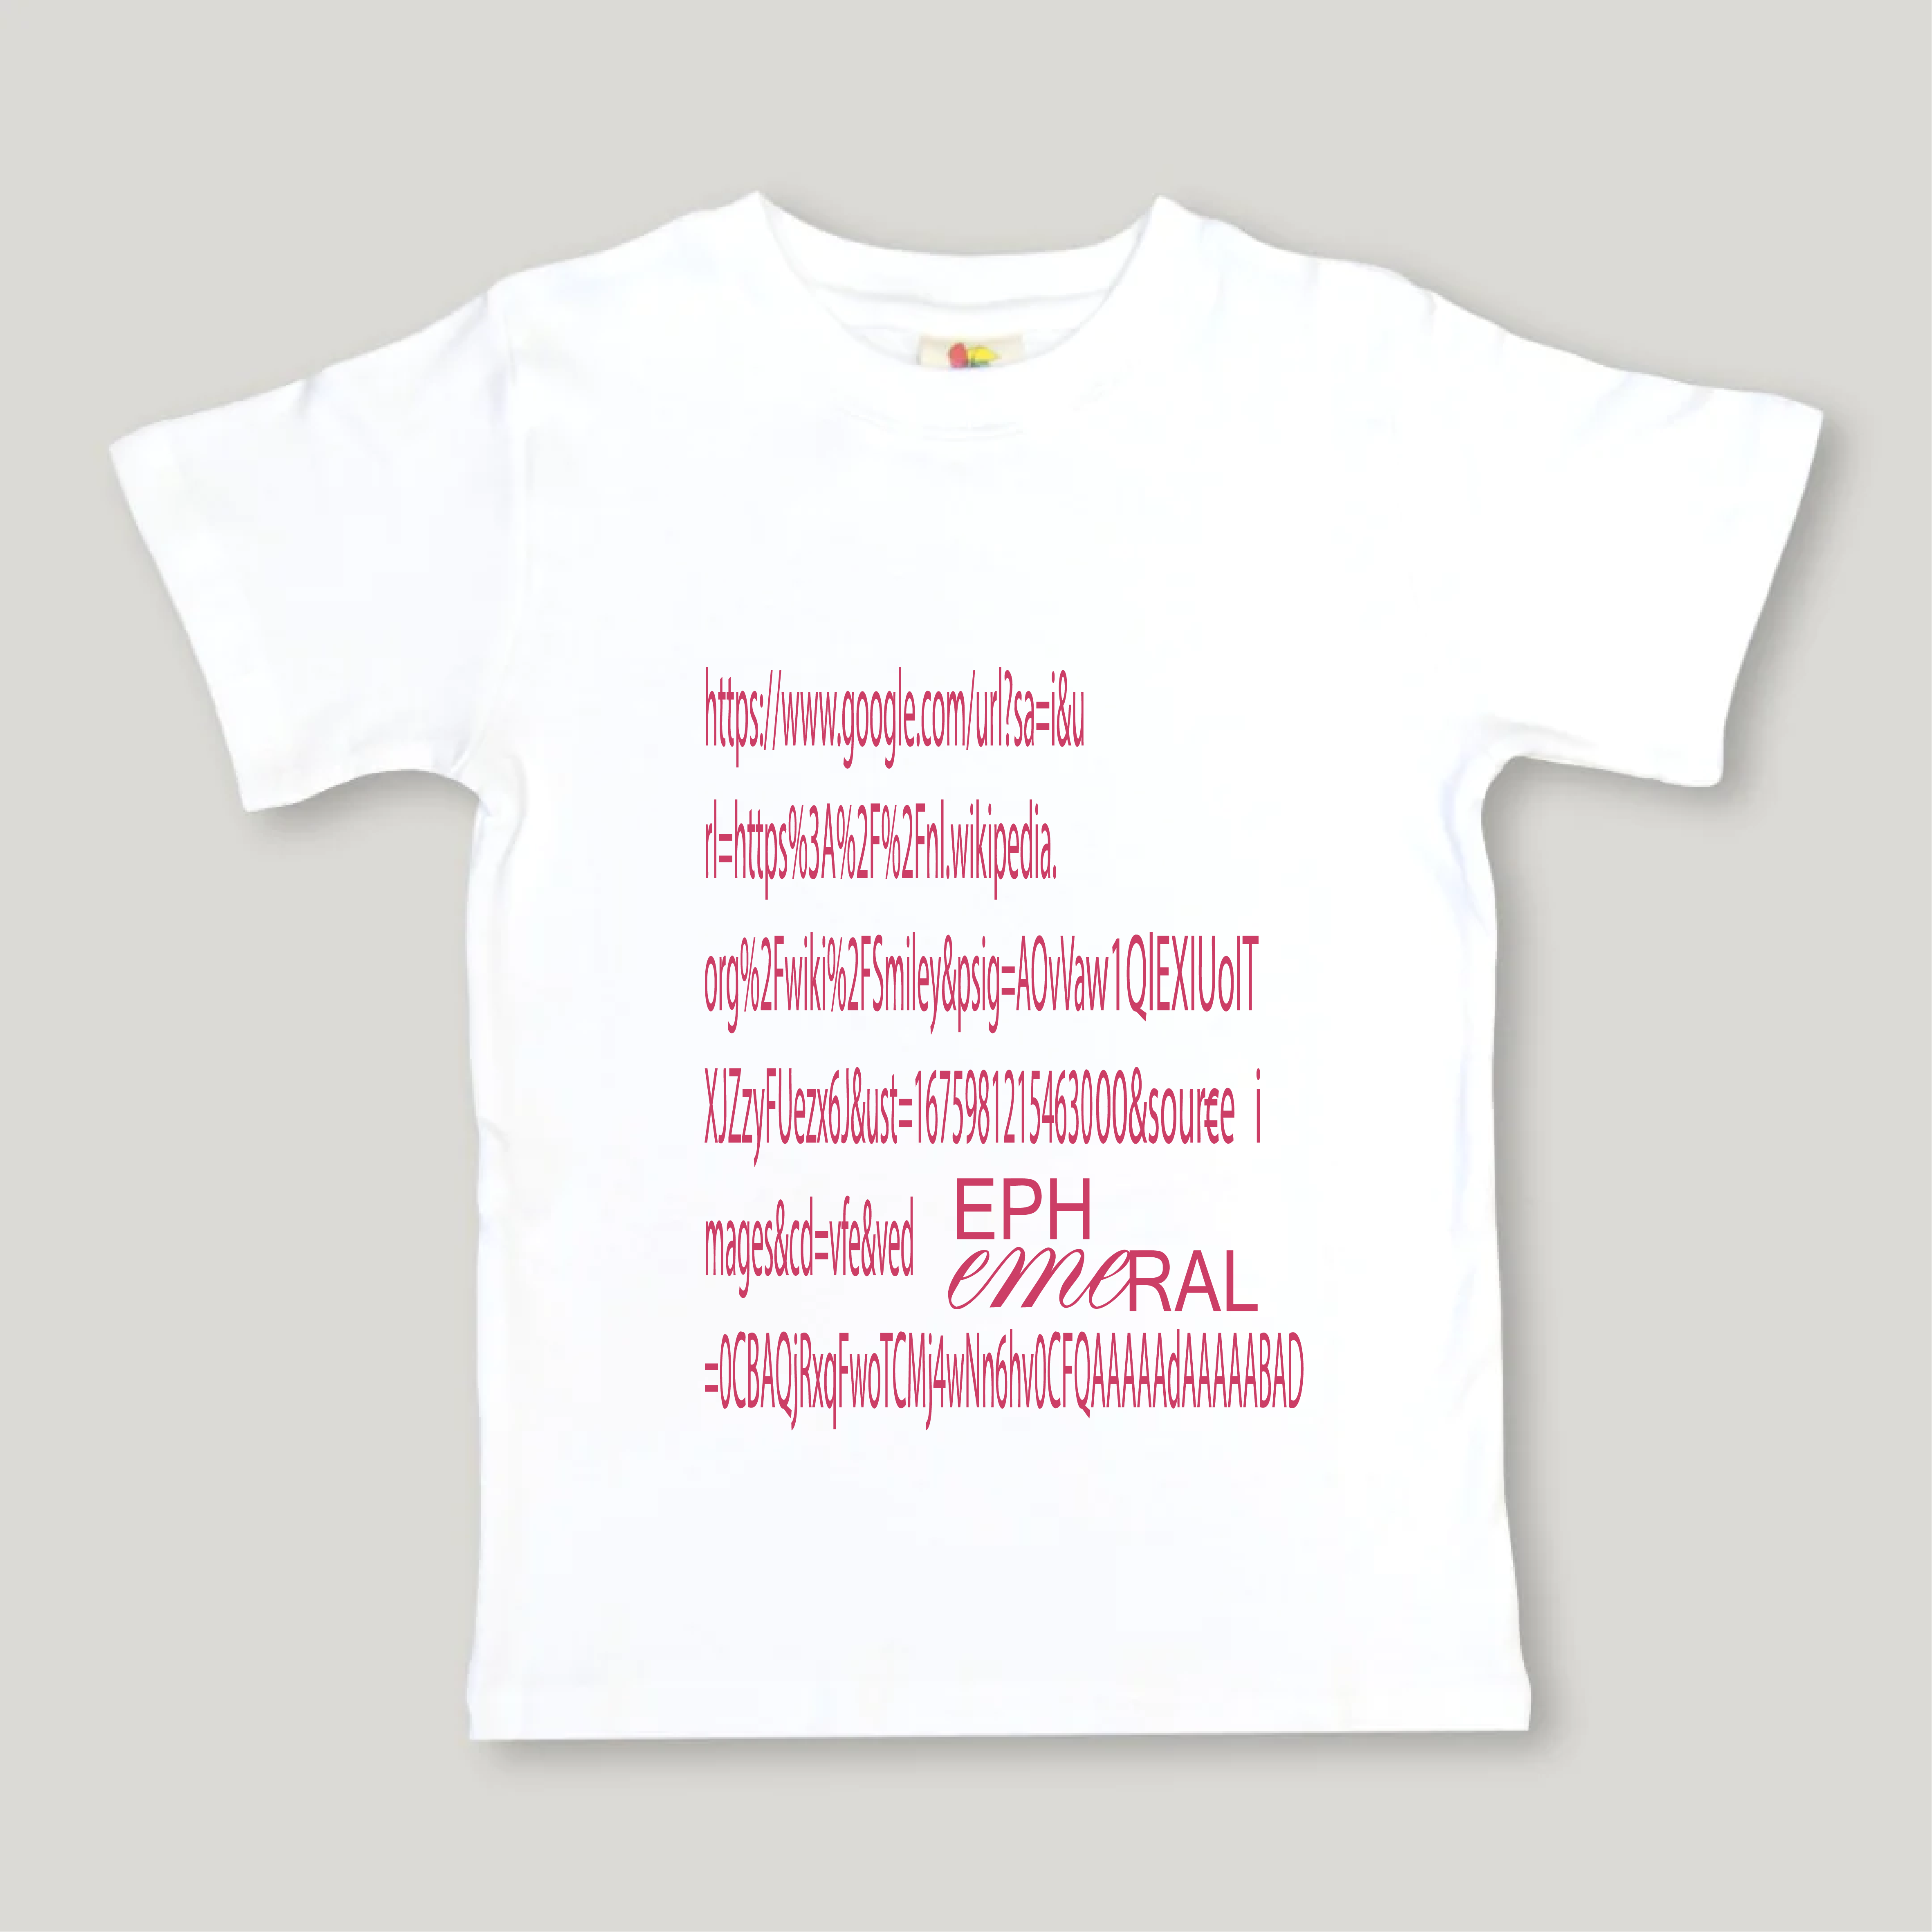 https://www.google.com/url?sa=i&u
rl=https%3A%2F%2Fnl.wikipedia.
org%2Fwiki%2FSmiley&psig=AOvVaw1QlEXIUoIT
XJZzyFUezx6J&ust=1675981215463000&source=i
mages&cd=vfe&ved
EPH
emeRAL
=0CBAQjRxqFwoTCMj4wNn6hv0CFQAAAAAdAAAAABAD